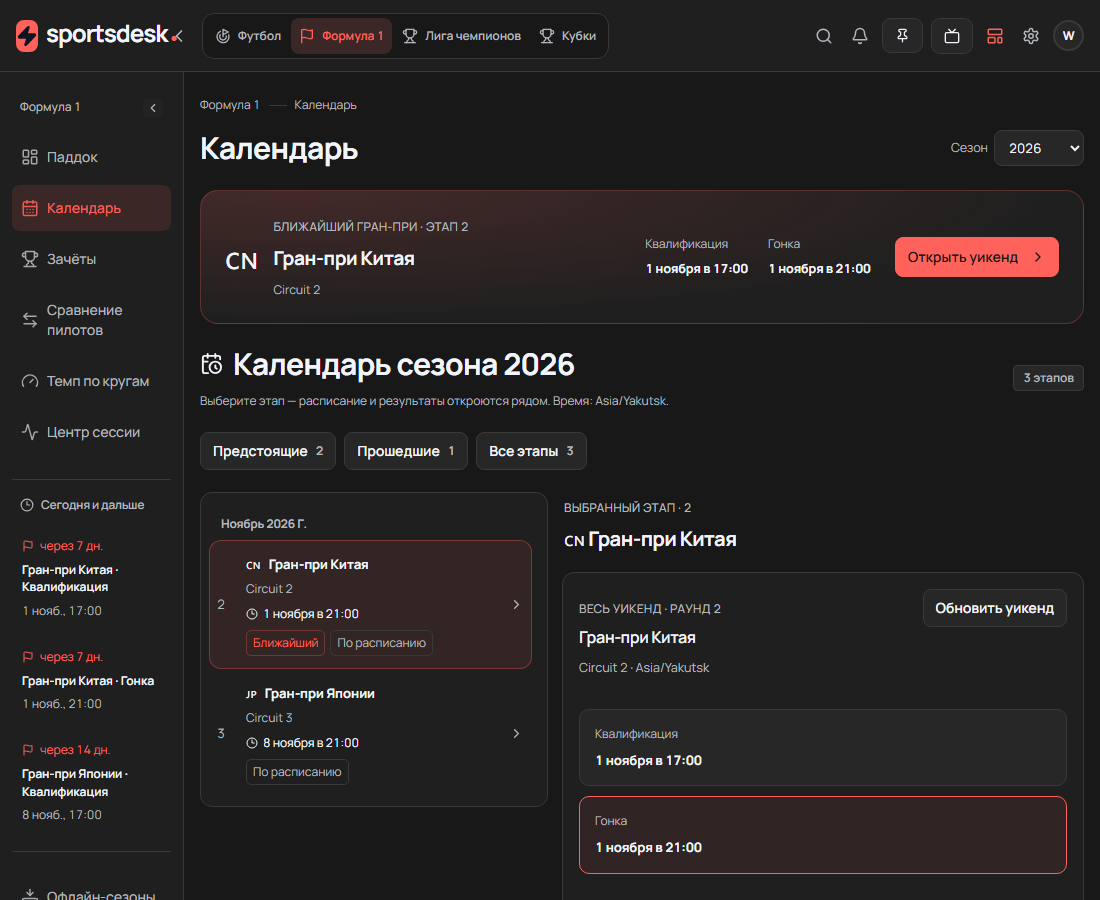 sportsdesk
Футбол
Формула 1
Лига чемпионов
Кубки
W
Формула 1
Паддок
Календарь
Зачёты
Сравнение
пилотов
Темп по кругам
Центр сессии
Сегодня и дальше
через 7 дн.
Гран-при Китая ·
Квалификация
1 нояб., 17:00
через 7 дн.
Гран-при Китая · Гонка
1 нояб., 21:00
через 14 дн.
Гран-при Японии ·
Квалификация
8 нояб., 17:00
Офлайн-сезоны
Формула 1 — Календарь
Календарь
Сезон
2026
БЛИЖАЙШИЙ ГРАН-ПРИ · ЭТАП 2
CN
Гран-при Китая
Circuit 2
Квалификация
1 ноября в 17:00
Гонка
1 ноября в 21:00
Открыть уикенд
Календарь сезона 2026
Выберите этап — расписание и результаты откроются рядом. Время: Asia/Yakutsk.
3 этапов
Предстоящие 2
Прошедшие 1
Все этапы 3
Ноябрь 2026 г.
2
CN Гран-при Китая
Circuit 2
1 ноября в 21:00
Ближайший
По расписанию
3
JP Гран-при Японии
Circuit 3
8 ноября в 21:00
По расписанию
ВЫБРАННЫЙ ЭТАП · 2
CN Гран-при Китая
ВЕСЬ УИКЕНД · РАУНД 2
Гран-при Китая
Circuit 2 · Asia/Yakutsk
Обновить уикенд
Квалификация
1 ноября в 17:00
Гонка
1 ноября в 21:00